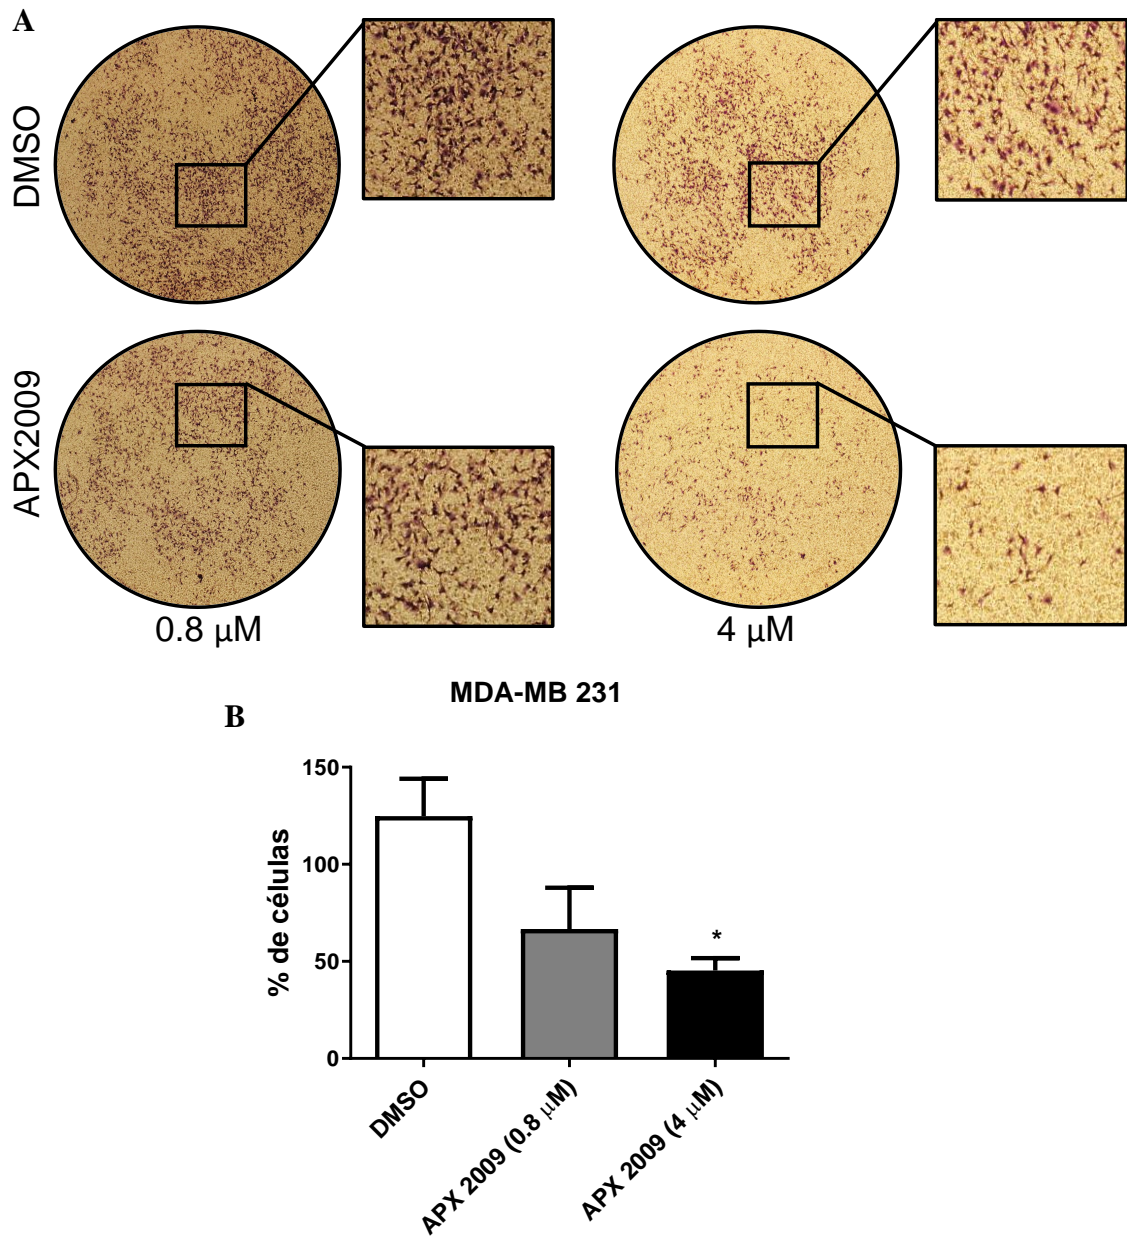 A
DMSO
APX2009
0.8 µM
4 µM
MDA-MB 231
B
% de células
150
100
50
0
*
DMSO
APX 2009 (0.8 µM)
APX 2009 (4 µM)